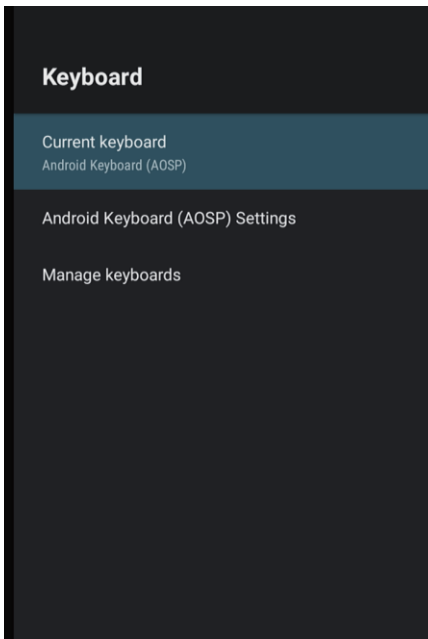 Keyboard
Current keyboard
Android Keyboard (AOSP)
Android Keyboard (AOSP) Settings
Manage keyboards